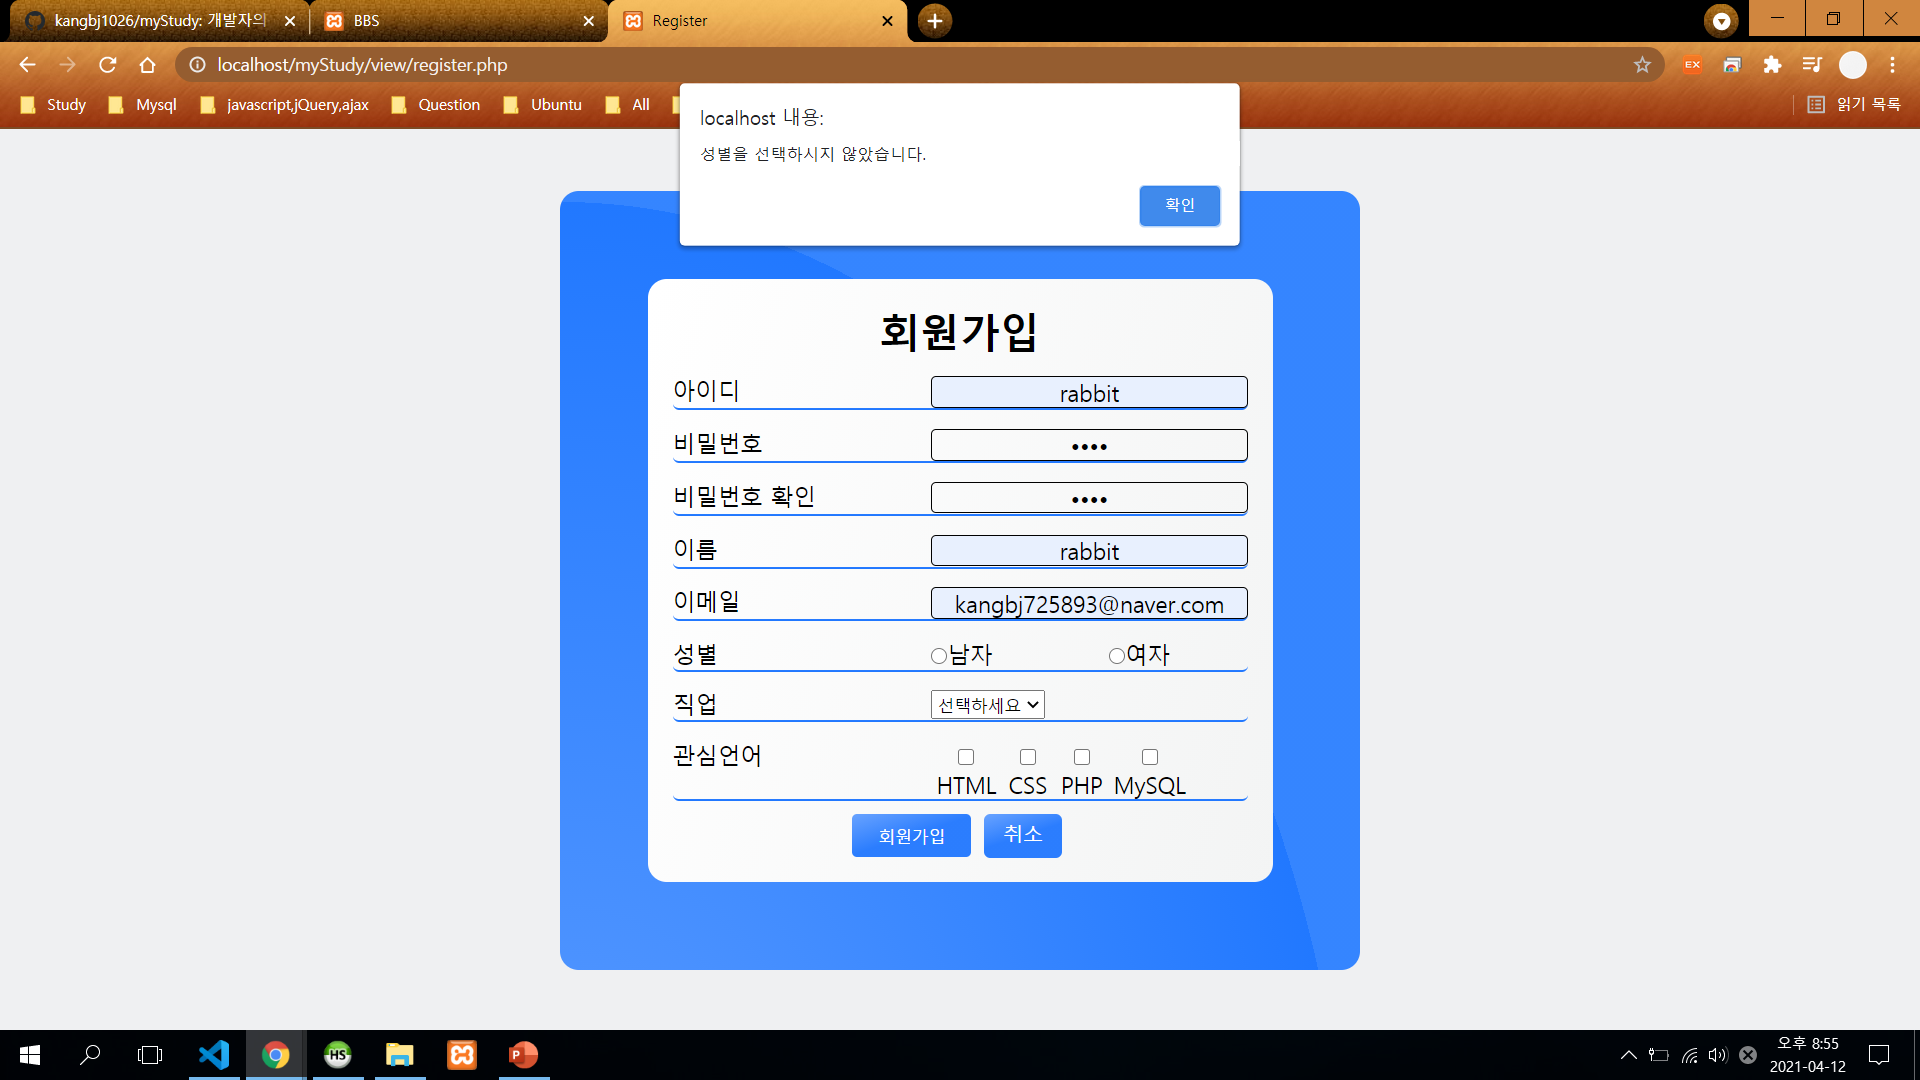 kangbj1026/myStudy: 개발자의
BBS
Register
localhost/myStudy/view/register.php
EX
Study
Mysql
javascript,jQuery,ajax
Question
Ubuntu
All
읽기 목록
localhost 내용:
성별을 선택하시지 않았습니다.
확인
회원가입
아이디 rabbit
비밀번호 ••••
비밀번호 확인 ••••
이름 rabbit
이메일 kangbj725893@naver.com
성별 남자 여자
직업 선택하세요
관심언어
HTML CSS PHP MySQL
회원가입 취소
HS
P
오후 8:55
2021-04-12